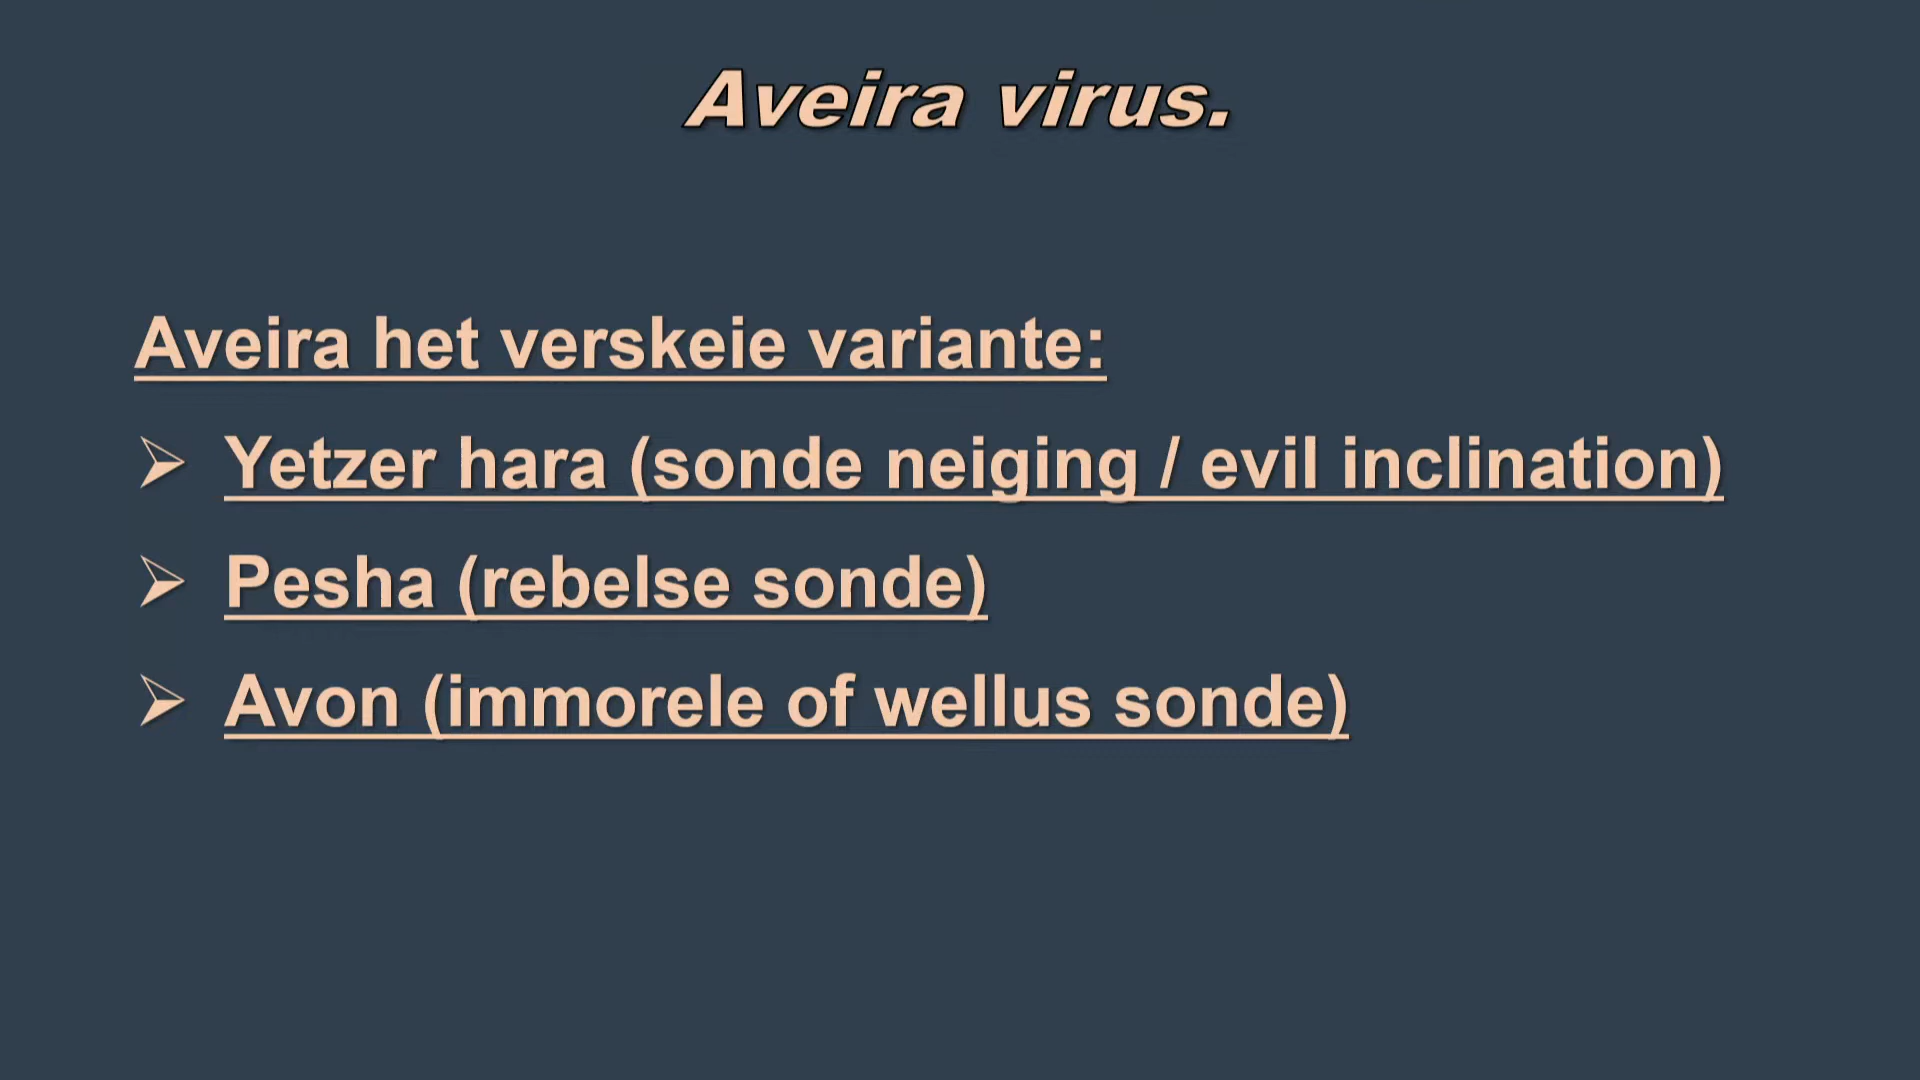 Aveira virus.
Aveira het verskeie variante:
➢ Yetzer hara (sonde neiging / evil inclination)
➢ Pesha (rebelse sonde)
➢ Avon (immorele of wellus sonde)